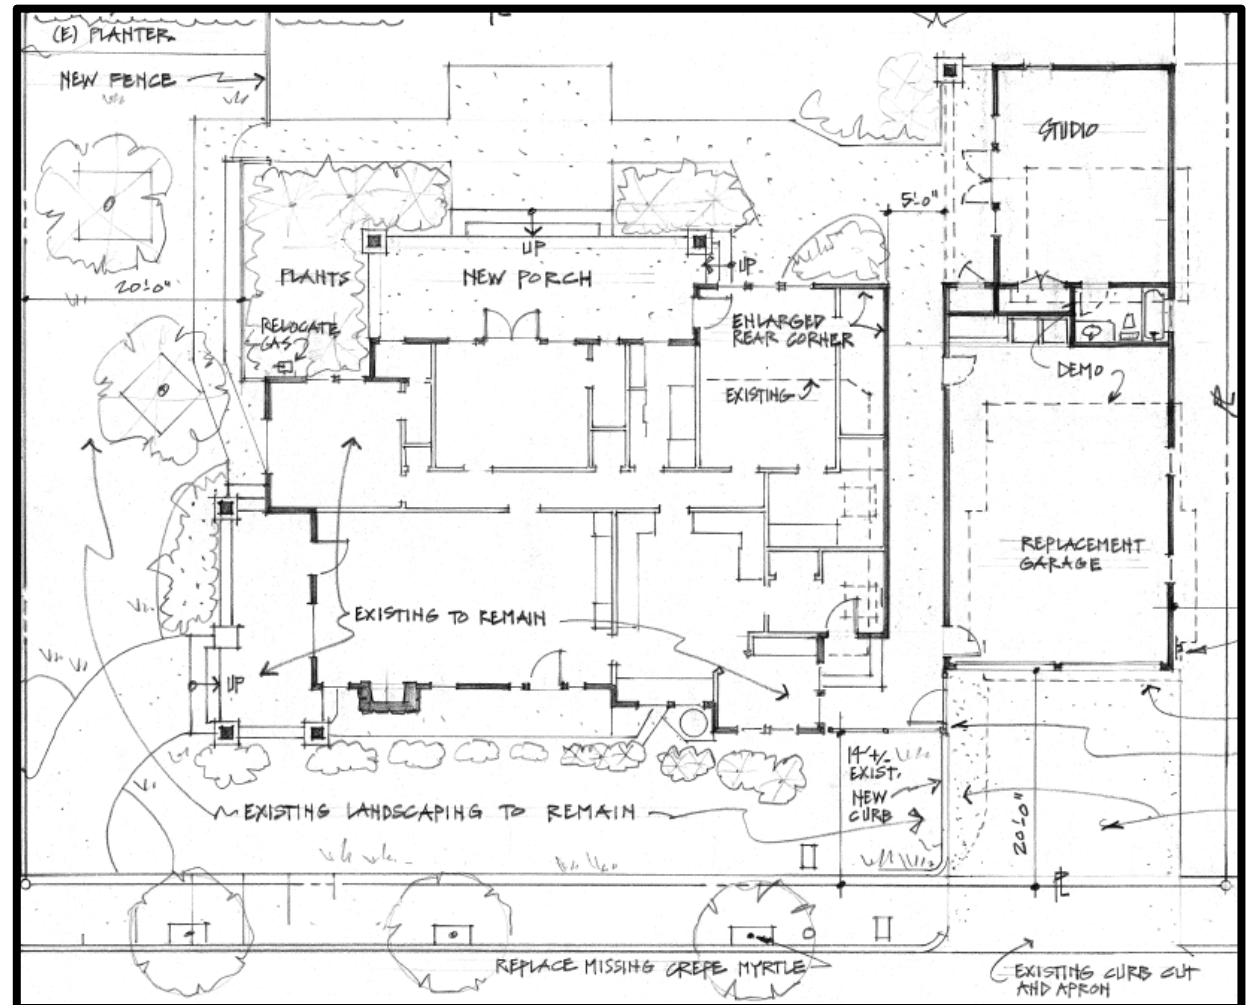 (E) PLANTER
NEW FENCE
STUDIO
5'-0"
UP
UP
PLANTS
NEW PORCH
20'-0"
RELOCATE
GAS
ENLARGED
REAR CORNER
DEMO
EXISTING
REPLACEMENT
GARAGE
EXISTING TO REMAIN
UP
14' +/-
EXIST.
NEW
CURB
EXISTING LANDSCAPING TO REMAIN
20'-0"
REPLACE MISSING CREPE MYRTLE
EXISTING CURB CUT
AND APRON